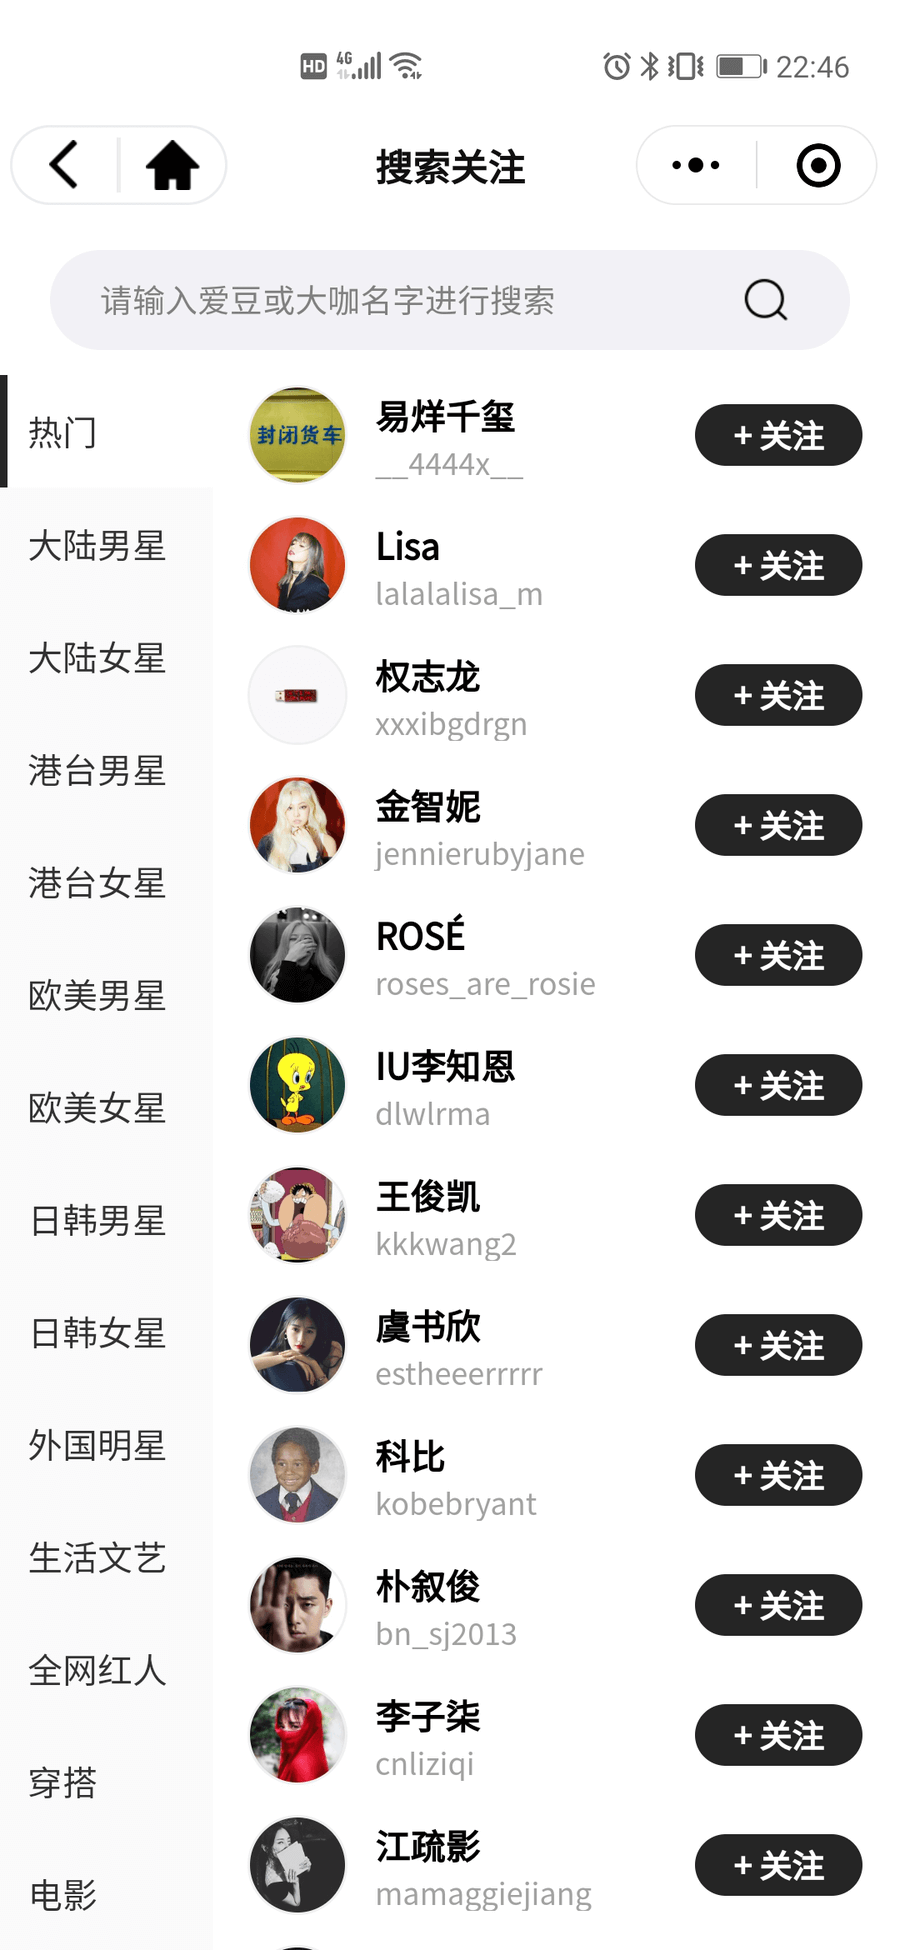 HD 4G 22:46
搜索关注
请输入爱豆或大咖名字进行搜索
热门
大陆男星
大陆女星
港台男星
港台女星
欧美男星
欧美女星
日韩男星
日韩女星
外国明星
生活文艺
全网红人
穿搭
电影
封闭货车
易烊千玺
__4444x__
+ 关注
Lisa
lalalalisa_m
+ 关注
权志龙
xxxibgdrgn
+ 关注
金智妮
jennierubyjane
+ 关注
ROSÉ
roses_are_rosie
+ 关注
IU李知恩
dlwlrma
+ 关注
王俊凯
kkkwang2
+ 关注
虞书欣
estheeerrrrr
+ 关注
科比
kobebryant
+ 关注
朴叙俊
bn_sj2013
+ 关注
李子柒
cnliziqi
+ 关注
江疏影
mamaggiejiang
+ 关注